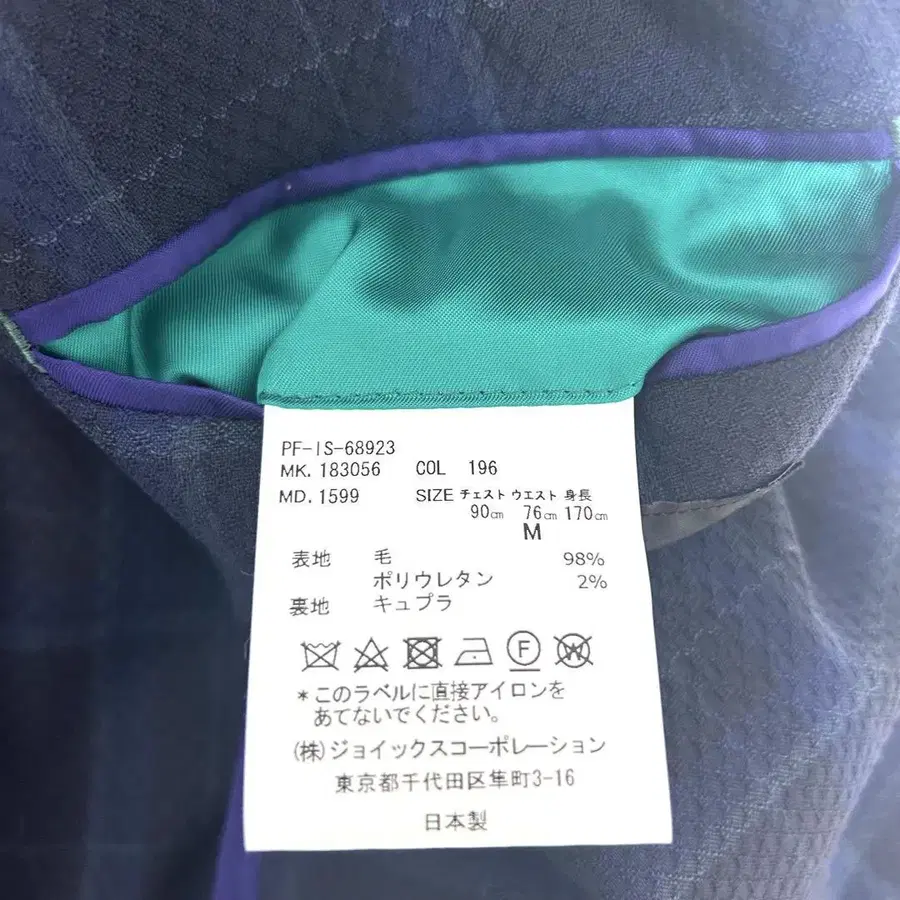 PF-IS-68923
MK. 183056 COL 196
MD. 1599 SIZE チェスト ウエスト 身長
90㎝ 76㎝ 170㎝
M
表地 毛 98%
ポリウレタン 2%
裏地 キュプラ
F W
*このラベルに直接アイロンを
あてないでください。
(株)ジョイックスコーポレーション
東京都千代田区隼町3-16
日本製